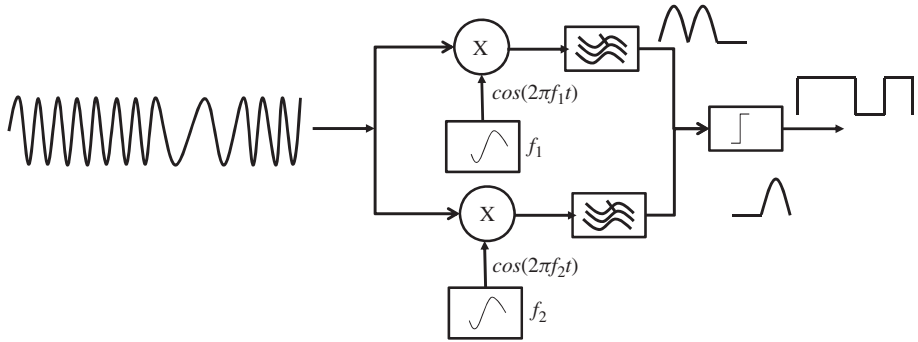 X
cos(2πf₁t)
f₁
X
cos(2πf₂t)
f₂